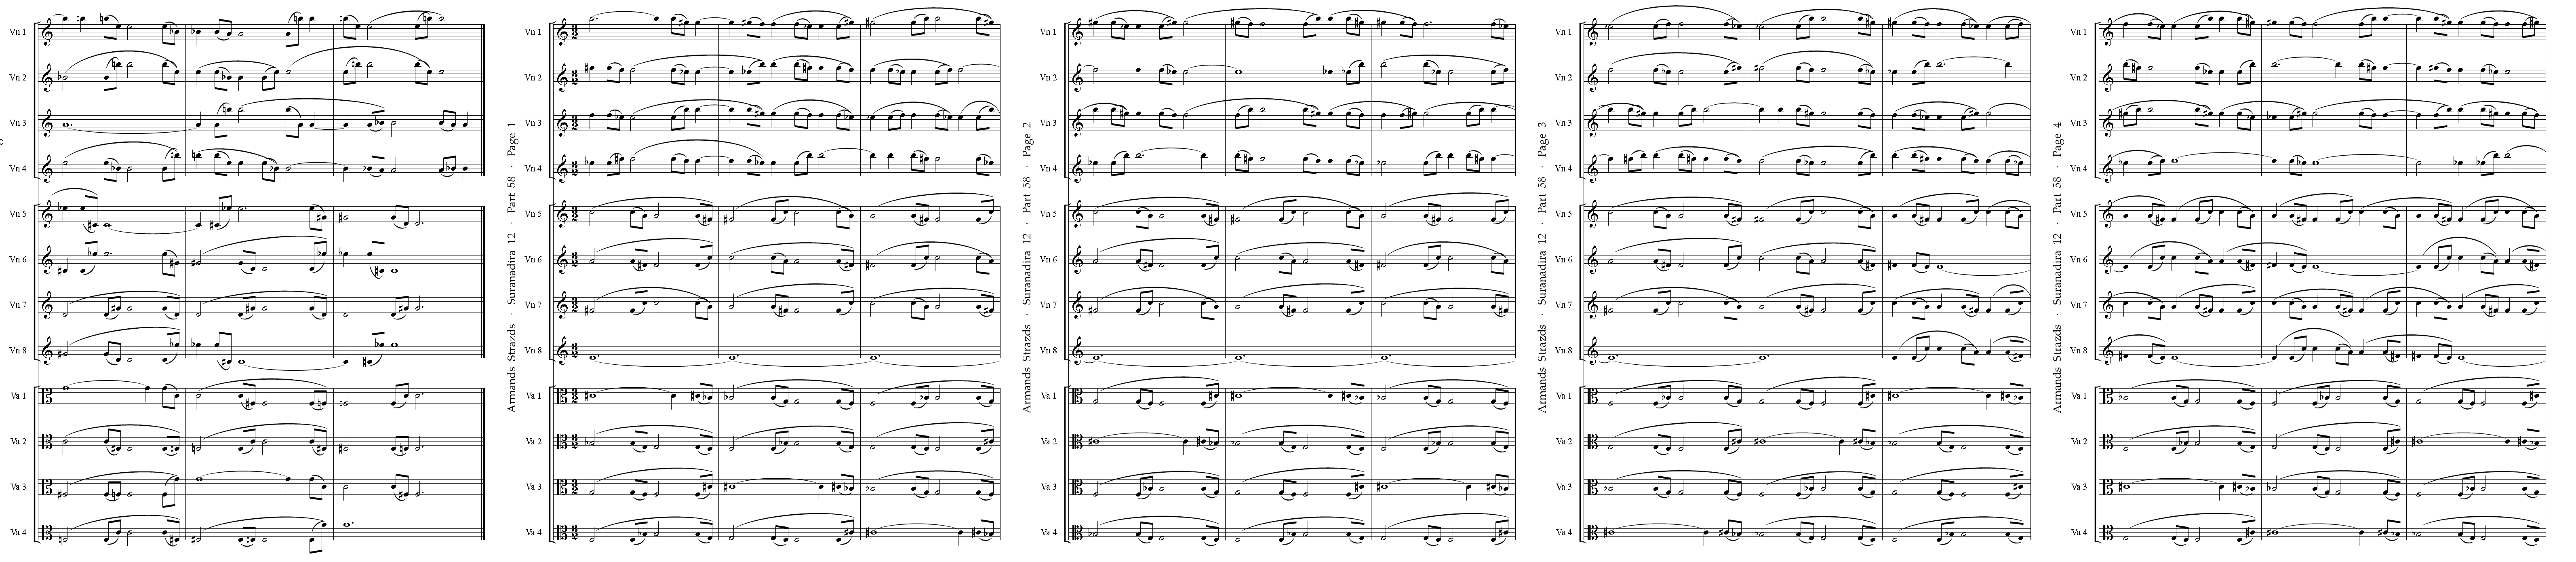 Vn 1
Vn 2
Vn 3
Vn 4
Vn 5
Vn 6
Vn 7
Vn 8
Va 1
Va 2
Va 3
Va 4
Armands Strazds · Suranadira 12 · Part 58 · Page 1
Vn 1
Vn 2
Vn 3
Vn 4
Vn 5
Vn 6
Vn 7
Vn 8
Va 1
Va 2
Va 3
Va 4
Armands Strazds · Suranadira 12 · Part 58 · Page 2
Vn 1
Vn 2
Vn 3
Vn 4
Vn 5
Vn 6
Vn 7
Vn 8
Va 1
Va 2
Va 3
Va 4
Armands Strazds · Suranadira 12 · Part 58 · Page 3
Vn 1
Vn 2
Vn 3
Vn 4
Vn 5
Vn 6
Vn 7
Vn 8
Va 1
Va 2
Va 3
Va 4
Armands Strazds · Suranadira 12 · Part 58 · Page 4
Vn 1
Vn 2
Vn 3
Vn 4
Vn 5
Vn 6
Vn 7
Vn 8
Va 1
Va 2
Va 3
Va 4